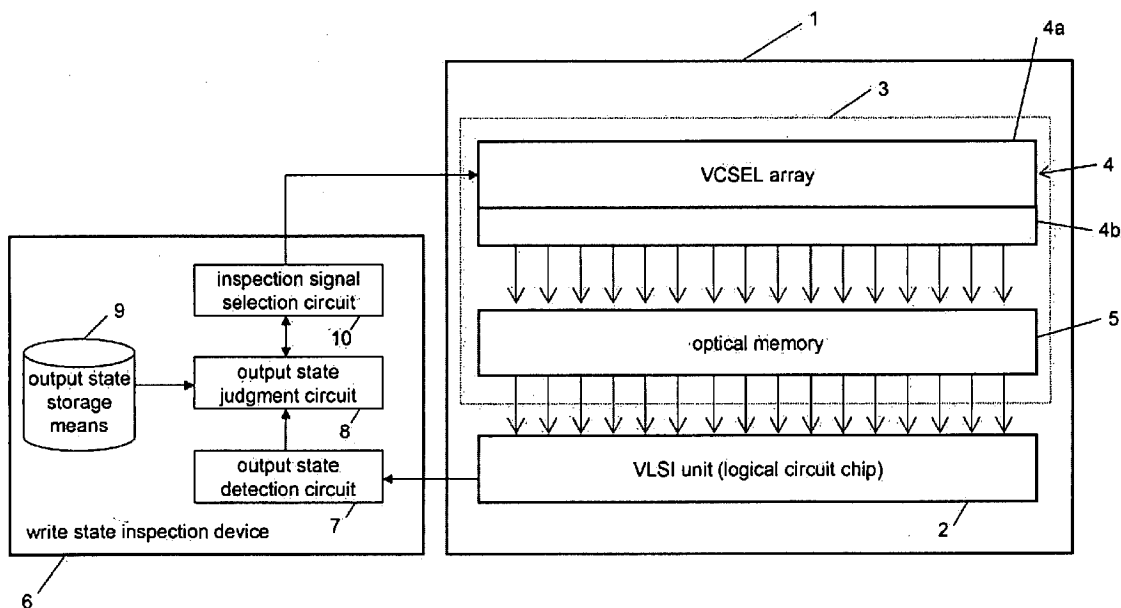 1
4a
3
VCSEL array
4
4b
inspection signal
selection circuit
10
9
output state
storage
means
output state
judgment circuit
8
optical memory
5
output state
detection circuit
7
VLSI unit (logical circuit chip)
2
write state inspection device
6